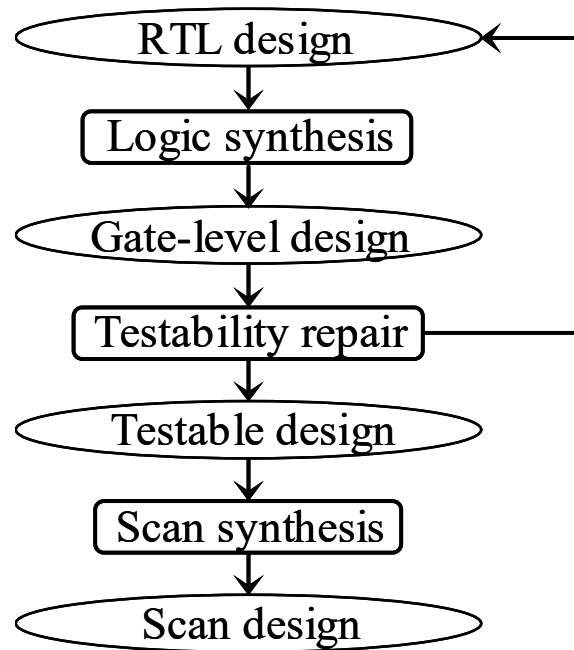 RTL design
Logic synthesis
Gate-level design
Testability repair
Testable design
Scan synthesis
Scan design